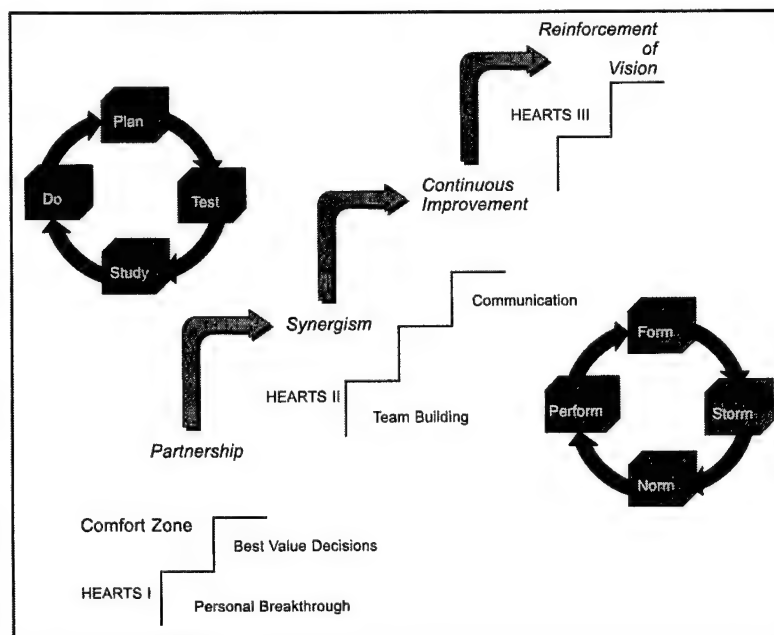 Reinforcement
of
Vision
HEARTS III
Plan
Do
Test
Study
Continuous
Improvement
Synergism
Communication
HEARTS II
Team Building
Form
Perform
Storm
Norm
Partnership
Comfort Zone
Best Value Decisions
HEARTS I
Personal Breakthrough